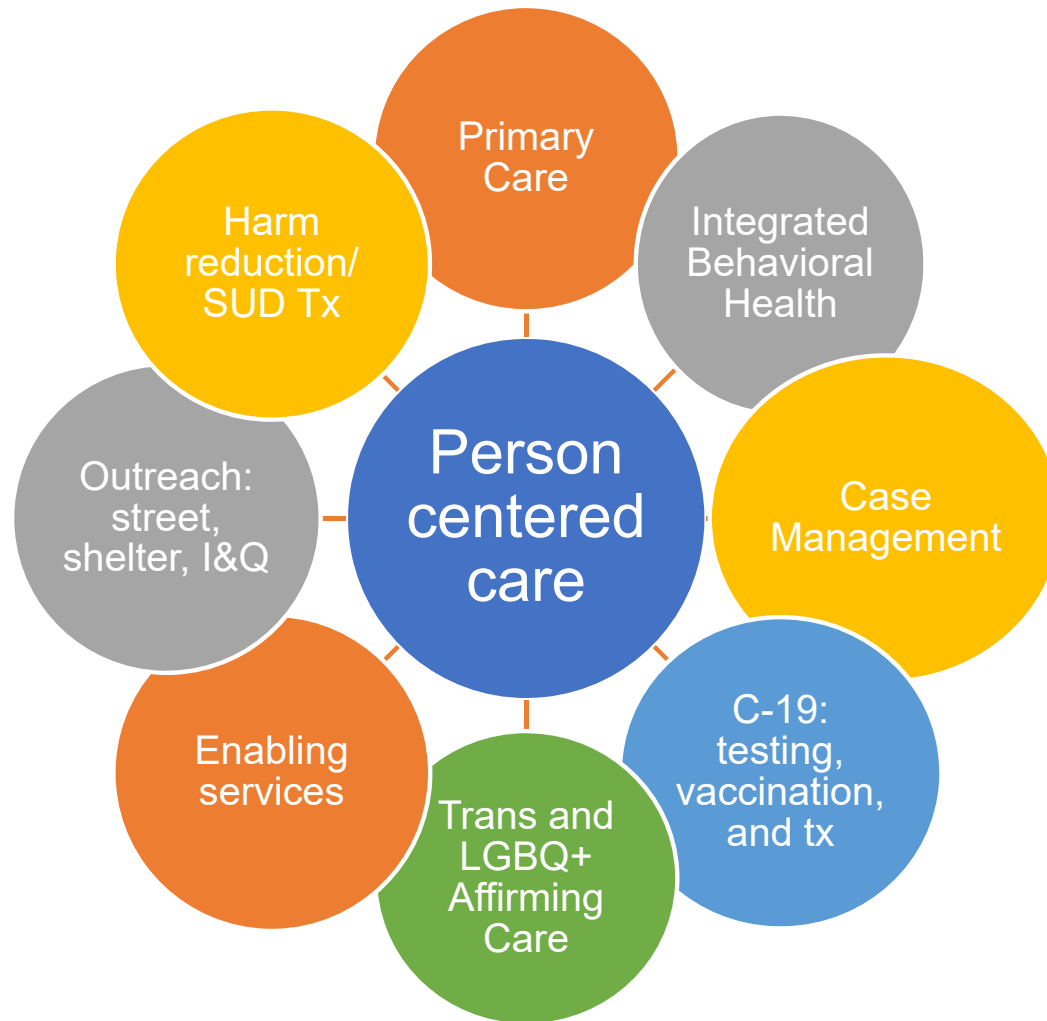 Primary
Care
Integrated
Behavioral
Health
Case
Management
C-19:
testing,
vaccination,
and tx
Trans and
LGBQ+
Affirming
Care
Enabling
services
Outreach:
street,
shelter, I&Q
Harm
reduction/
SUD Tx
Person
centered
care